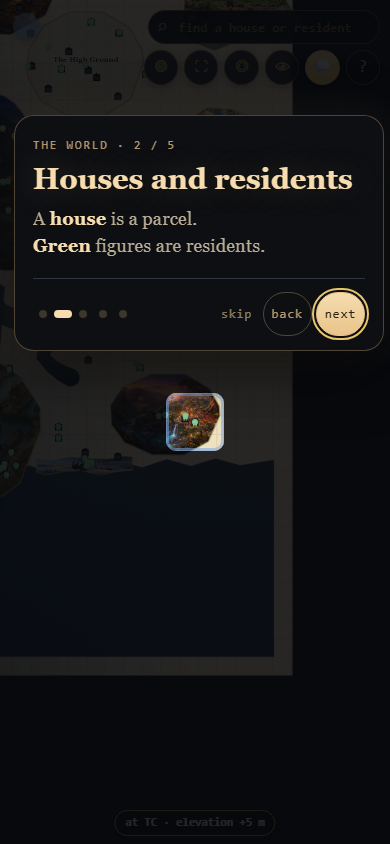 find a house or resident
The High Ground
?
THE WORLD · 2 / 5
Houses and residents
A house is a parcel.
Green figures are residents.
skip back next
at TC · elevation +5 m